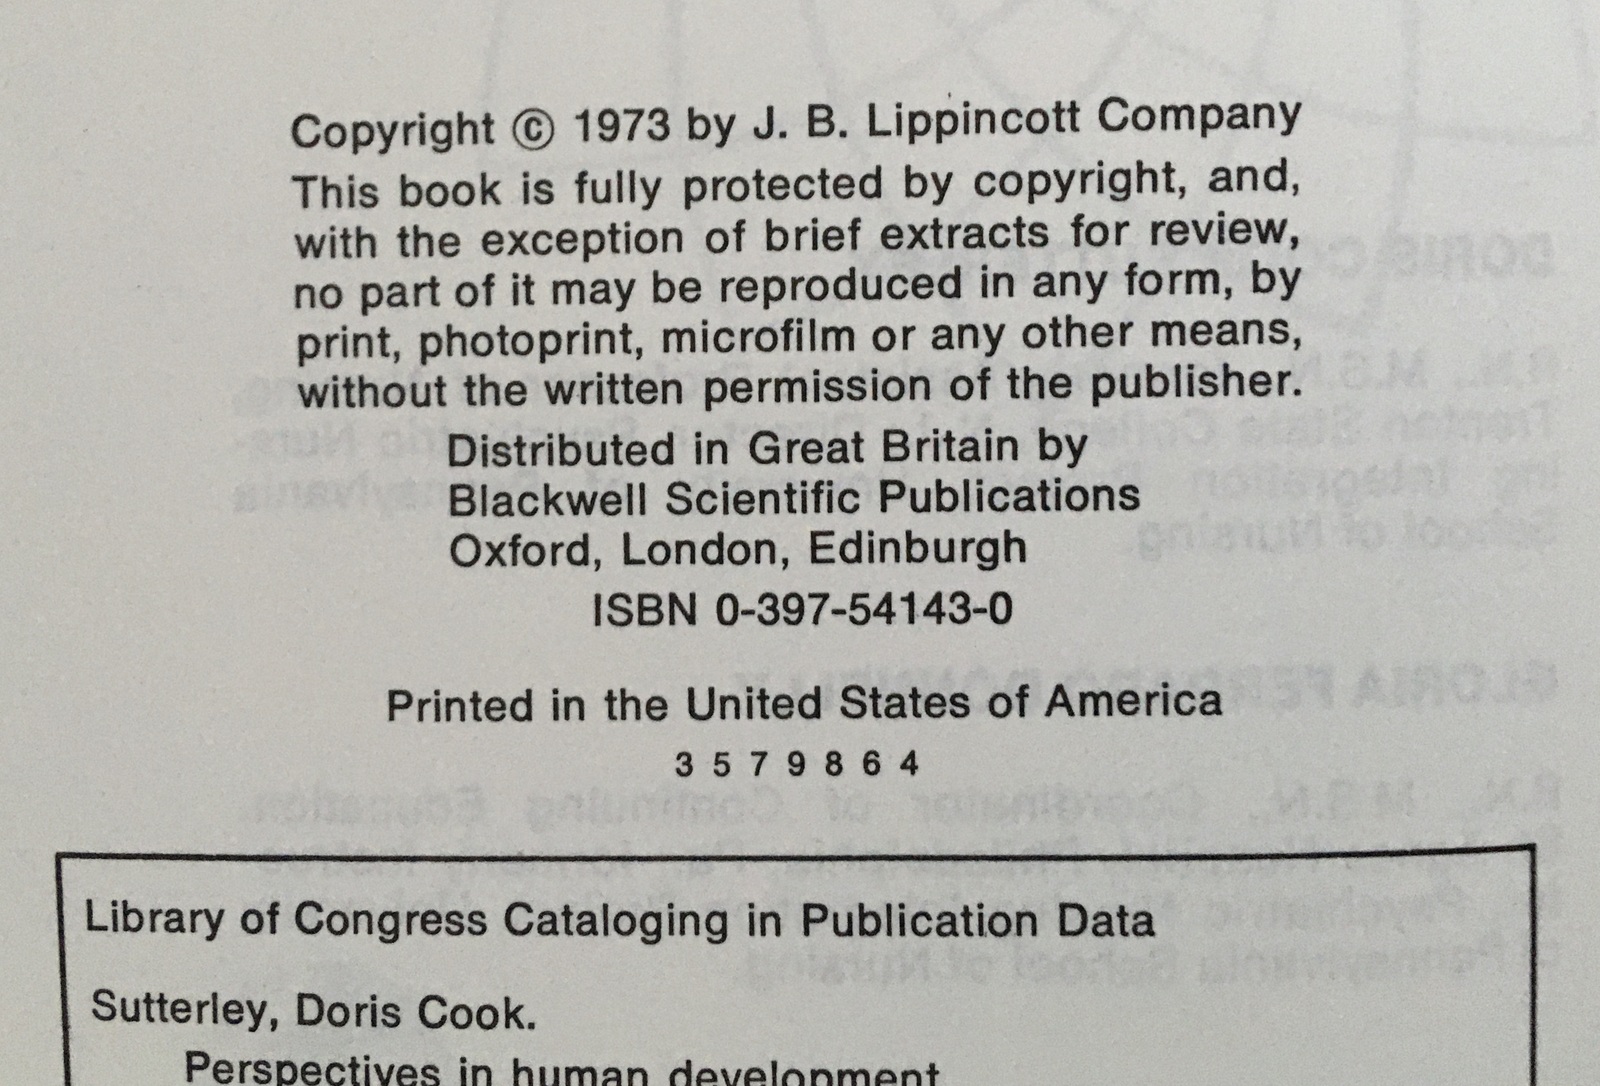 Copyright © 1973 by J. B. Lippincott Company
This book is fully protected by copyright, and,
with the exception of brief extracts for review,
no part of it may be reproduced in any form, by
print, photoprint, microfilm or any other means,
without the written permission of the publisher.
Distributed in Great Britain by
Blackwell Scientific Publications
Oxford, London, Edinburgh
ISBN 0-397-54143-0
Printed in the United States of America
3 5 7 9 8 6 4
Library of Congress Cataloging in Publication Data
Sutterley, Doris Cook.
Perspectives in human development